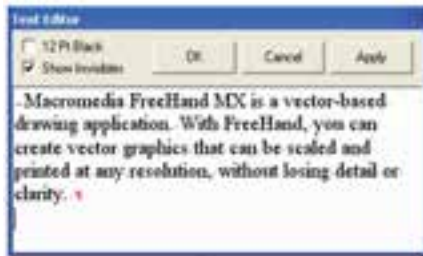 Text Editor
12 Pt Black
Show Invisibles
OK
Cancel
Apply
Macromedia FreeHand MX is a vector-based
drawing application. With FreeHand, you can
create vector graphics that can be scaled and
printed at any resolution, without losing detail or
clarity.